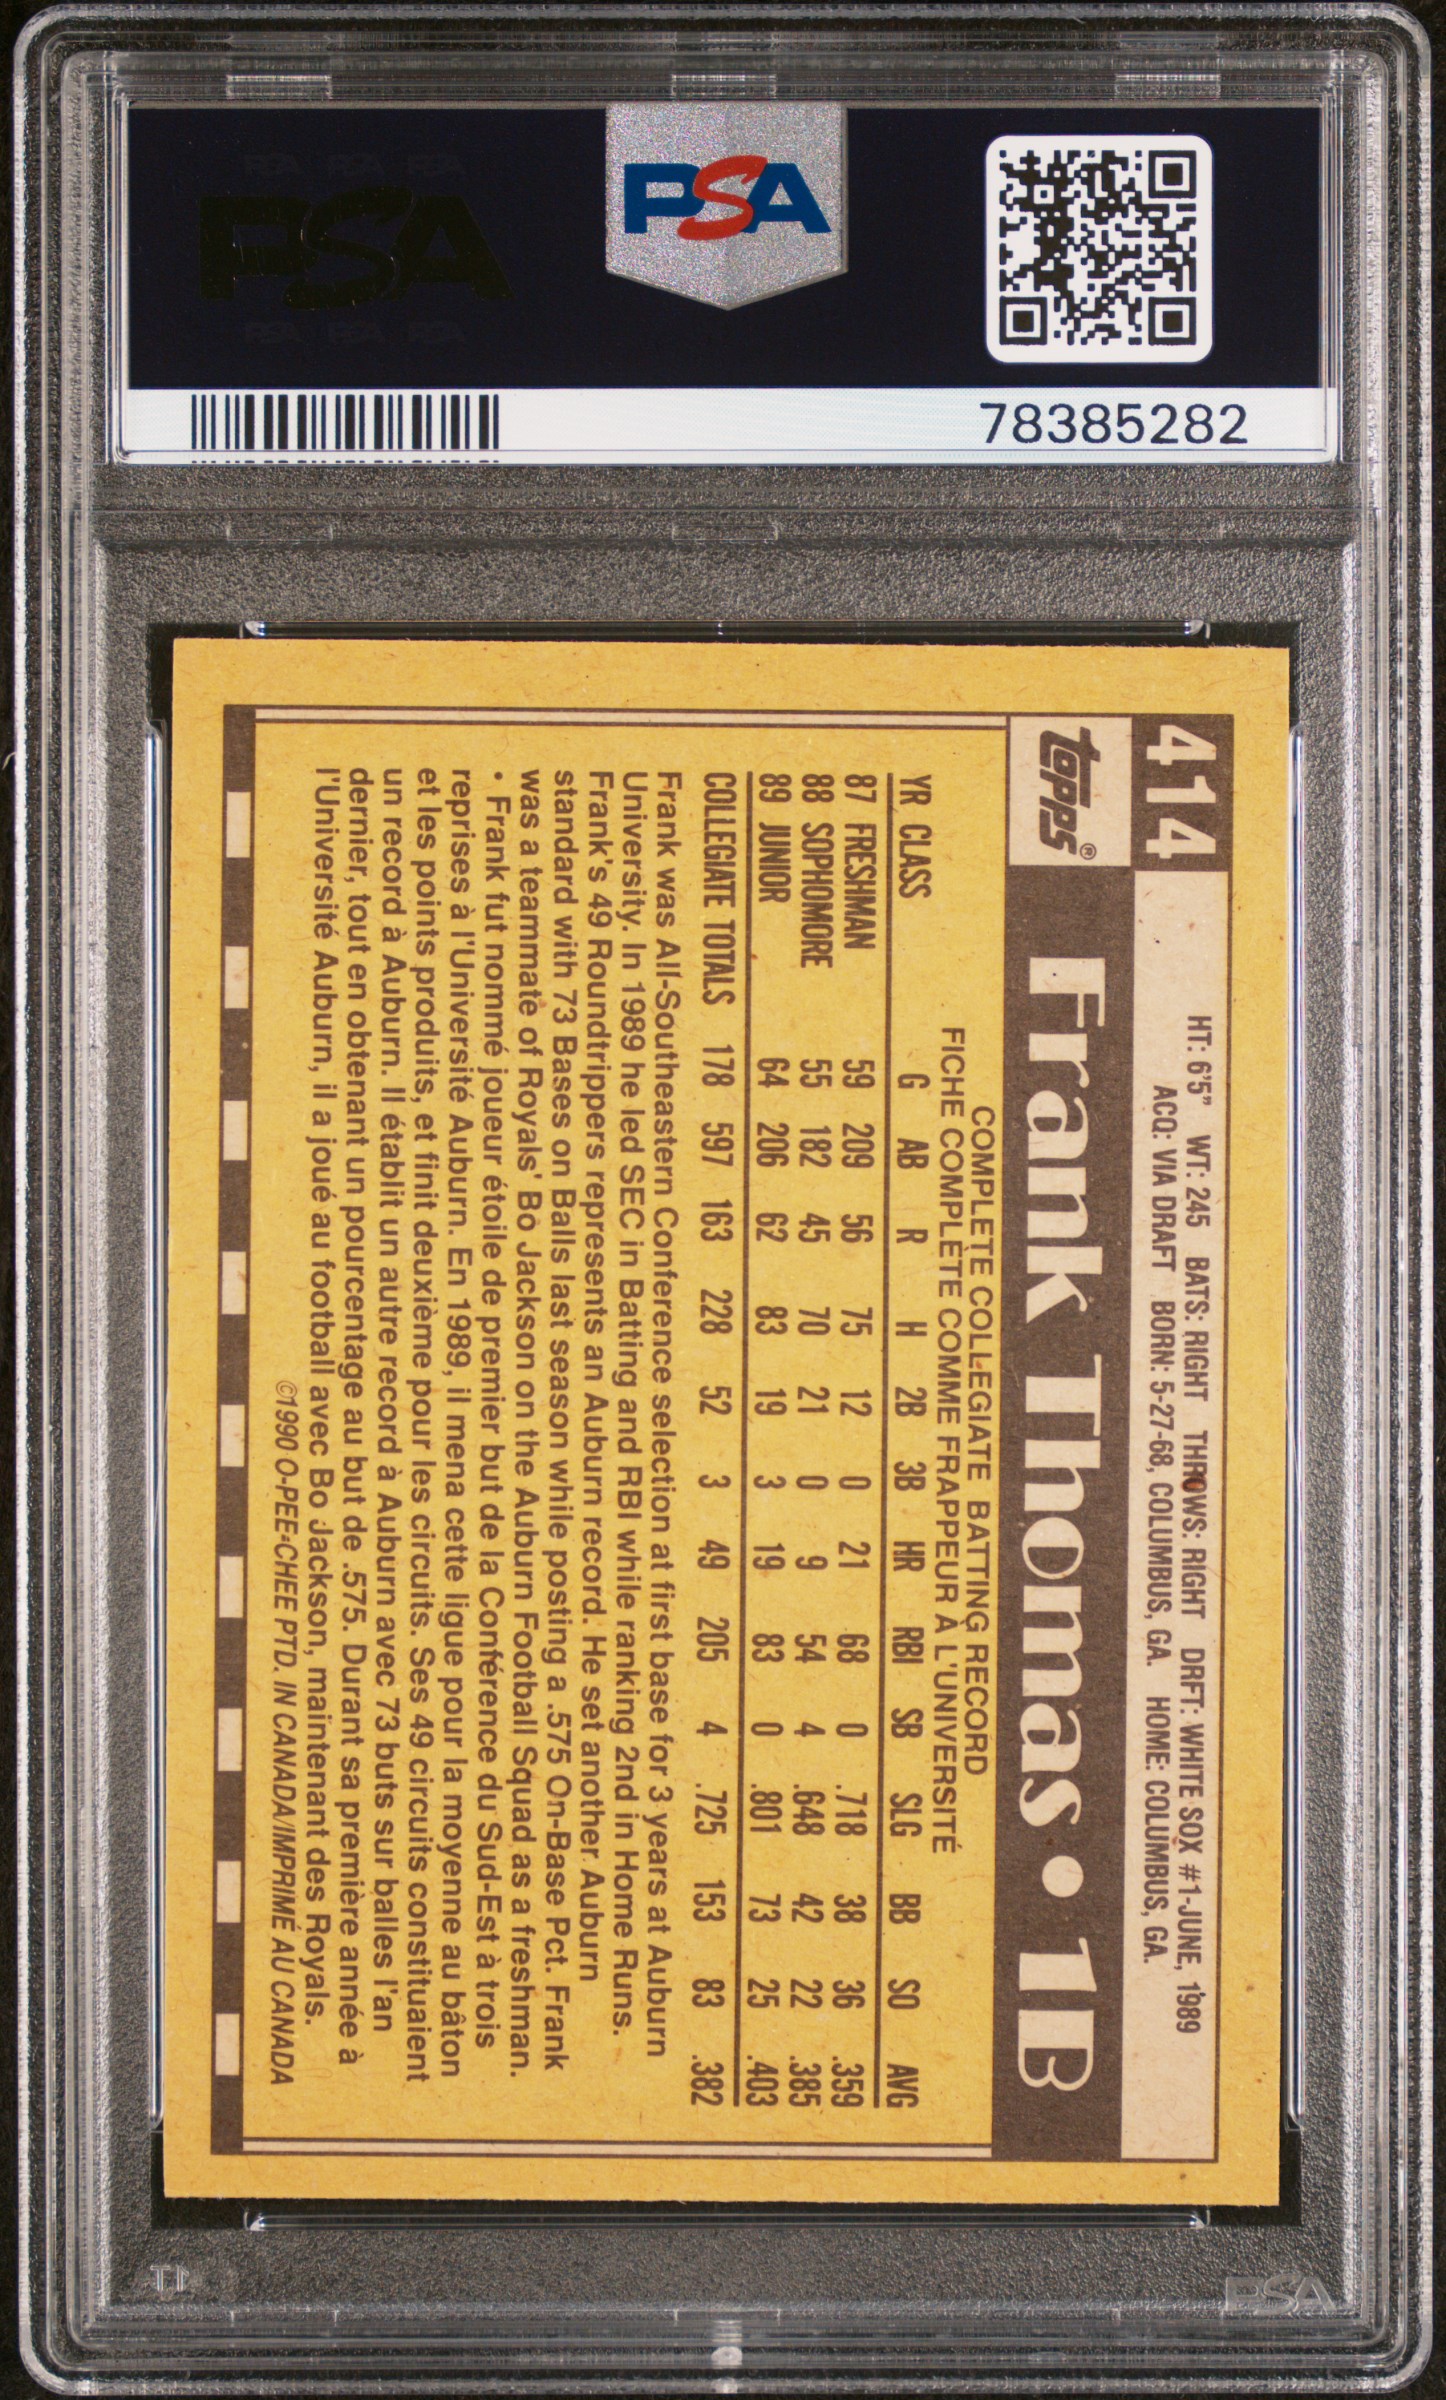 PSA PSA PSA
PSA
PSA PSA PSA
PSA
78385282
414
HT: 6'5" WT: 245 BATS: RIGHT THROWS: RIGHT DRFT: WHITE SOX #1-JUNE, 1989
ACQ: VIA DRAFT BORN: 5-27-68, COLUMBUS, GA. HOME: COLUMBUS, GA.
topps®
Frank Thomas • 1B
COMPLETE COLLEGIATE BATTING RECORD
FICHE COMPLÈTE COMME FRAPPEUR À L'UNIVERSITÉ
YR CLASS G AB R H 2B 3B HR RBI SB SLG BB SO AVG
87 FRESHMAN 59 209 56 75 12 0 21 68 0 .718 38 36 .359
88 SOPHOMORE 55 182 45 70 21 0 9 54 4 .648 42 22 .385
89 JUNIOR 64 206 62 83 19 3 19 83 0 .801 73 25 .403
COLLEGIATE TOTALS 178 597 163 228 52 3 49 205 4 .725 153 83 .382
Frank was All-Southeastern Conference selection at first base for 3 years at Auburn
University. In 1989 he led SEC in Batting and RBI while ranking 2nd in Home Runs.
Frank's 49 Roundtrippers represents an Auburn record. He set another Auburn
standard with 73 Bases on Balls last season while posting a .575 On-Base Pct. Frank
was a teammate of Royals' Bo Jackson on the Auburn Football Squad as a freshman.
• Frank fut nommé joueur étoile de premier but de la Conférence du Sud-Est à trois
reprises à l'Université Auburn. En 1989, il mena cette ligue pour la moyenne au bâton
et les points produits, et finit deuxième pour les circuits. Ses 49 circuits constituaient
un record à Auburn. Il établit un autre record à Auburn avec 73 buts sur balles l'an
dernier, tout en obtenant un pourcentage au but de .575. Durant sa première année à
l'Université Auburn, il a joué au football avec Bo Jackson, maintenant des Royals.
©1990 O-PEE-CHEE PTD. IN CANADA/IMPRIMÉ AU CANADA
PSA